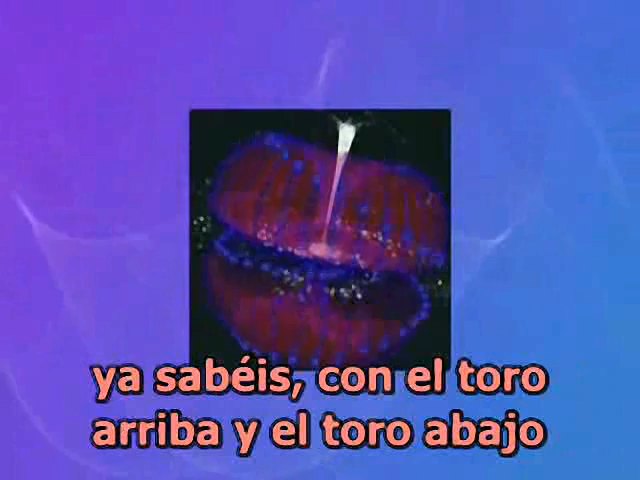 ya sabéis, con el toro
arriba y el toro abajo